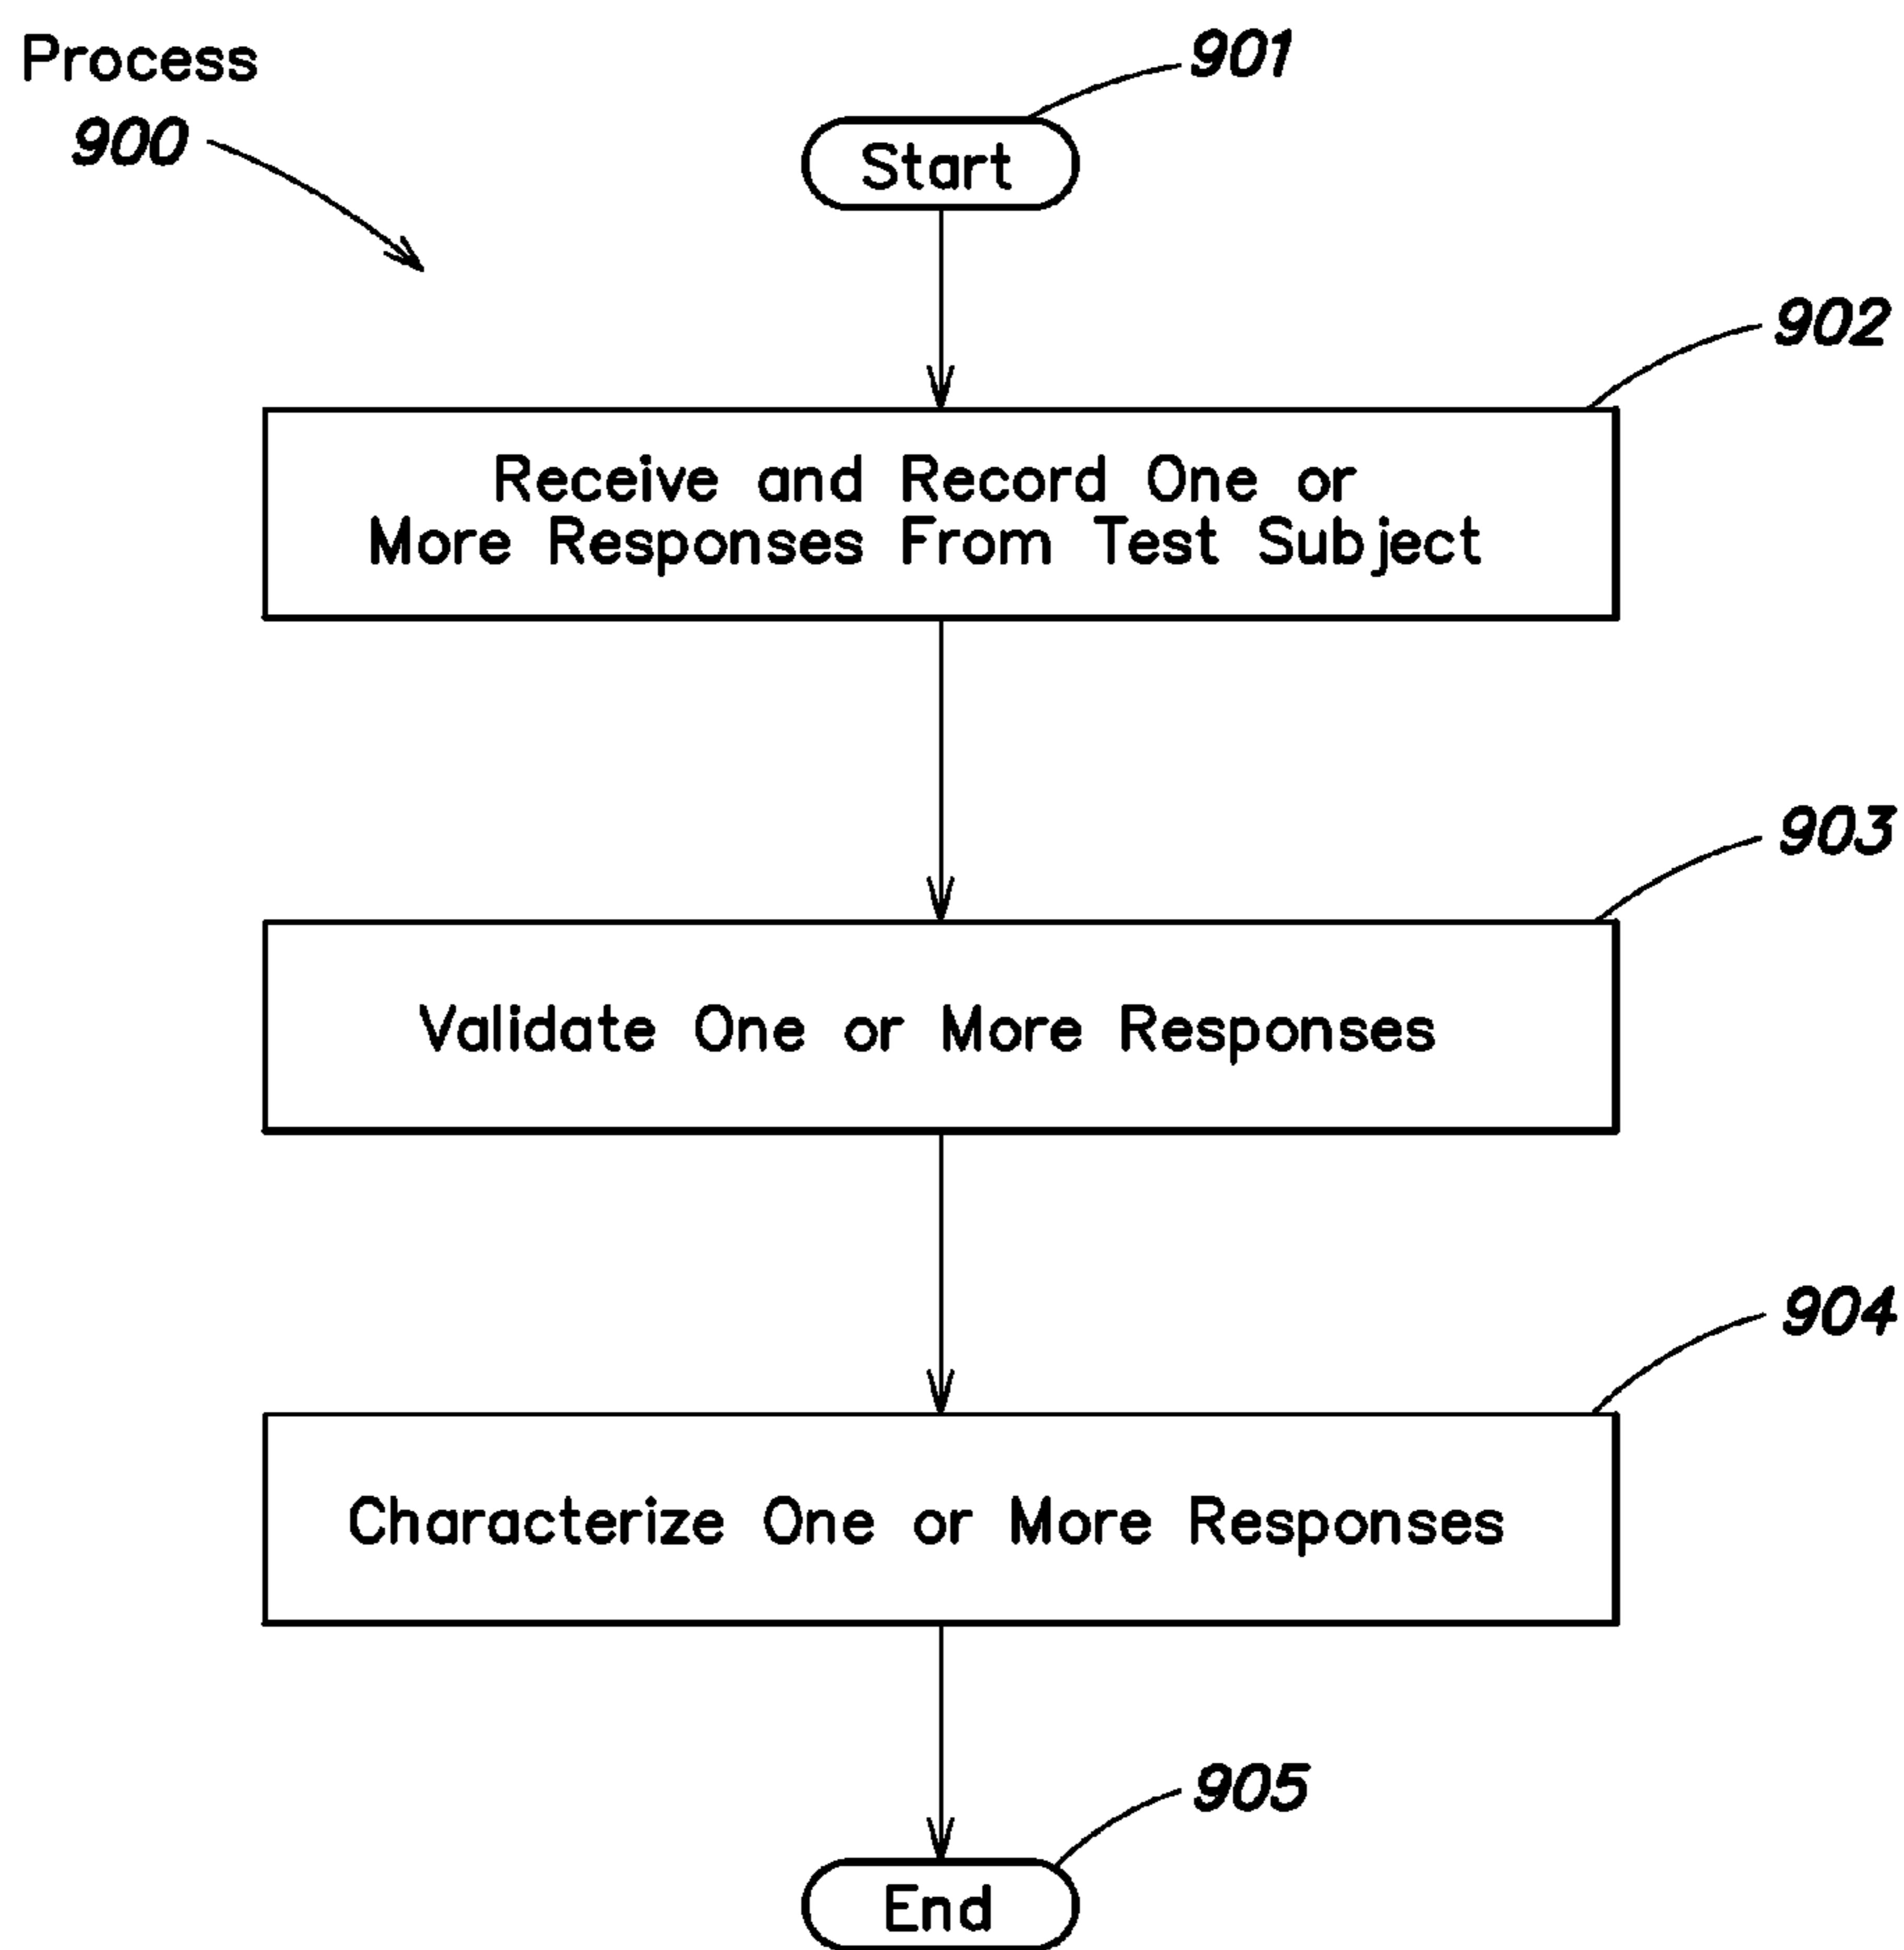 Process
900
901
Start
902
Receive and Record One or
More Responses From Test Subject
903
Validate One or More Responses
904
Characterize One or More Responses
905
End